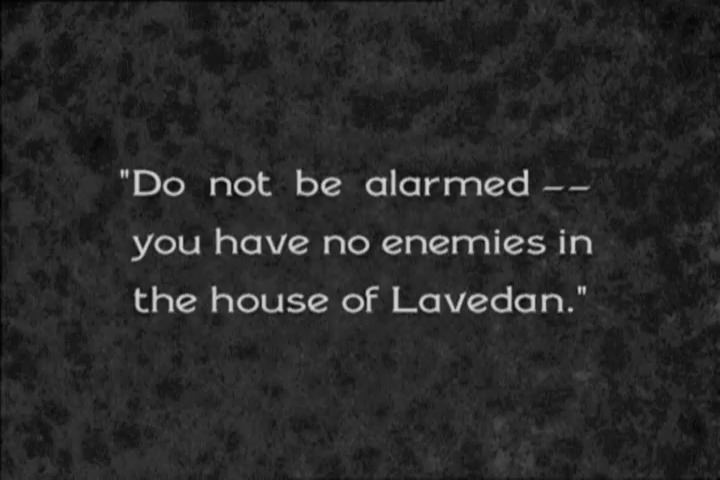 "Do not be alarmed --
you have no enemies in
the house of Lavedan."